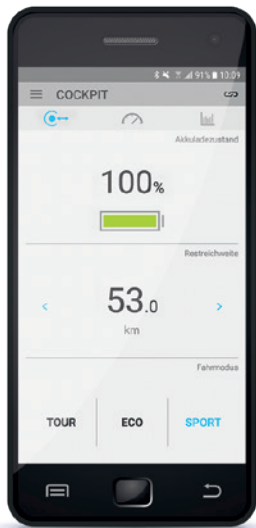 91% 13:09
COCKPIT
Akkuladezustand
100%
Restreichweite
53.0
km
Fahrmodus
TOUR ECO SPORT